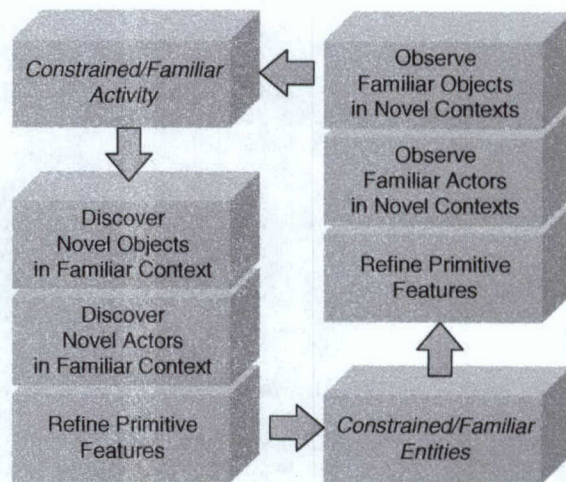 Constrained/Familiar
Activity
Discover
Novel Objects
in Familiar Context
Discover
Novel Actors
in Familiar Context
Refine Primitive
Features
Observe
Familiar Objects
in Novel Contexts
Observe
Familiar Actors
in Novel Contexts
Refine Primitive
Features
Constrained/Familiar
Entities